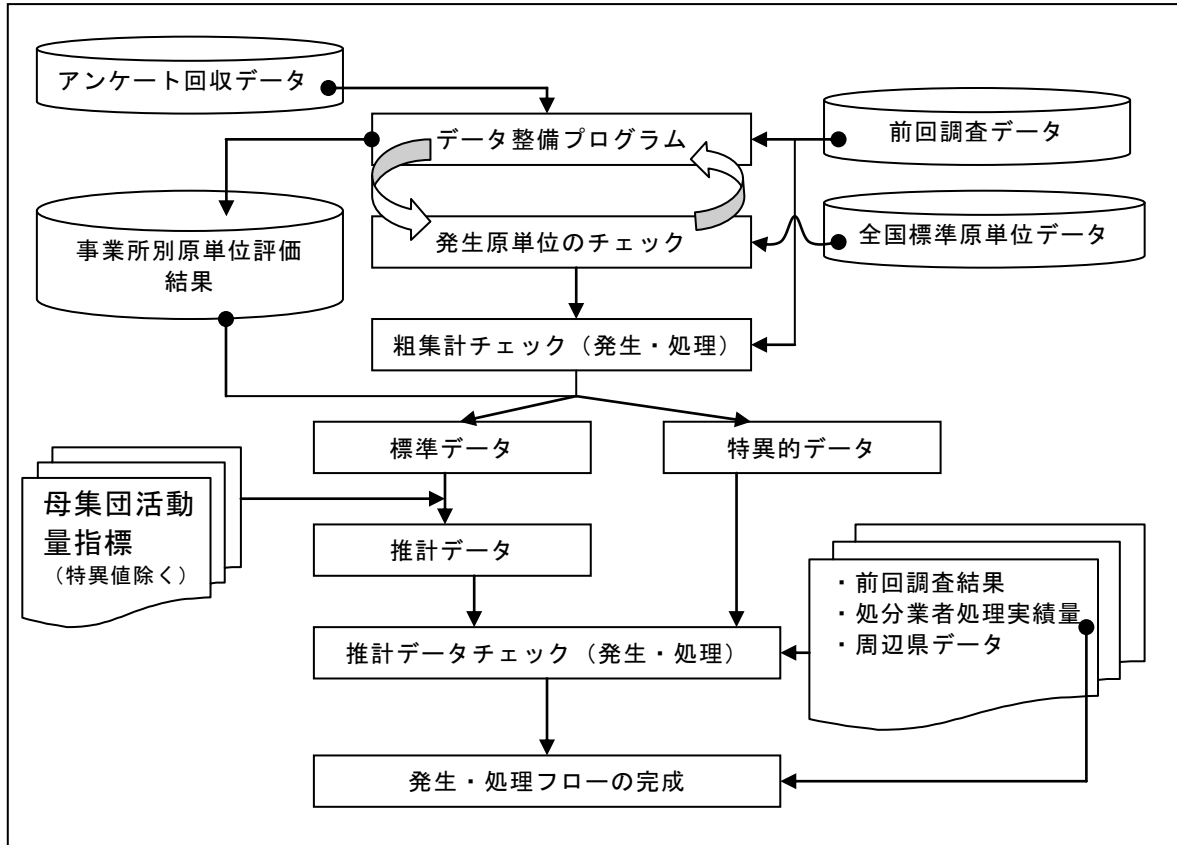 アンケート回収データ
データ整備プログラム
前回調査データ
発生原単位のチェック
全国標準原単位データ
事業所別原単位評価
結果
粗集計チェック（発生・処理）
標準データ
特異的データ
母集団活動
量指標
（特異値除く）
推計データ
・前回調査結果
・処分業者処理実績量
・周辺県データ
推計データチェック（発生・処理）
発生・処理フローの完成